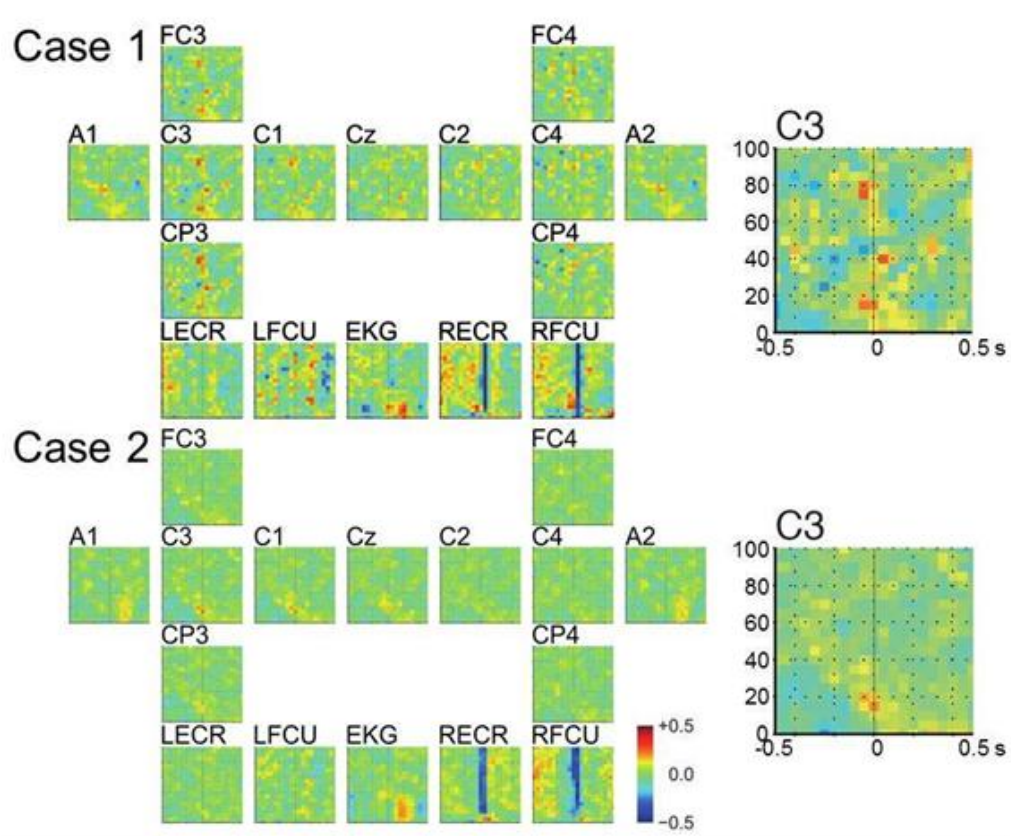 Case 1
FC3 FC4
A1 C3 C1 Cz C2 C4 A2
CP3 CP4
LECR LFCU EKG RECR RFCU
C3
100
80
60
40
20
0
-0.5 0 0.5 s
Case 2
FC3 FC4
A1 C3 C1 Cz C2 C4 A2
CP3 CP4
LECR LFCU EKG RECR RFCU
+0.5
0.0
−0.5
C3
100
80
60
40
20
0
-0.5 0 0.5 s